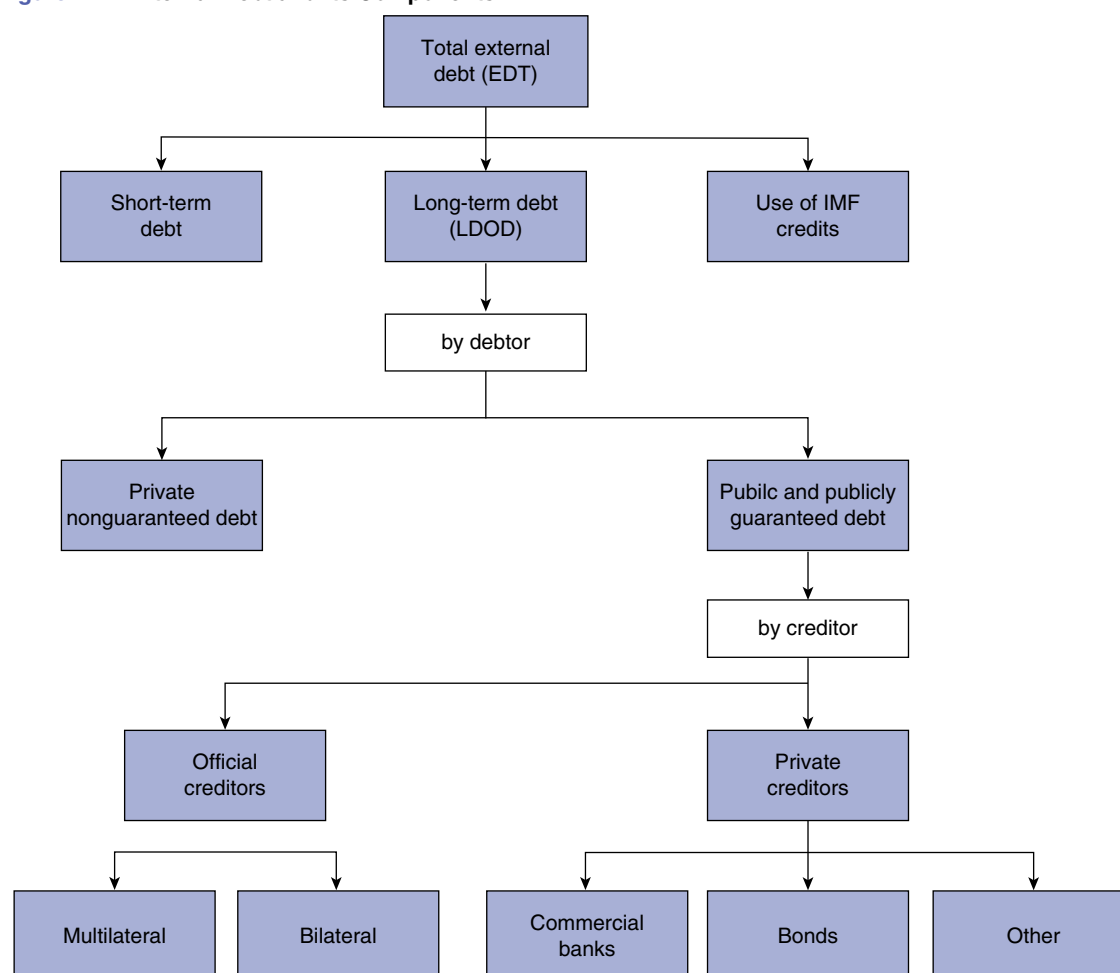 Total external
debt (EDT)
Short-term
debt
Long-term debt
(LDOD)
Use of IMF
credits
by debtor
Private
nonguaranteed debt
Pubilc and publicly
guaranteed debt
by creditor
Official
creditors
Private
creditors
Multilateral
Bilateral
Commercial
banks
Bonds
Other